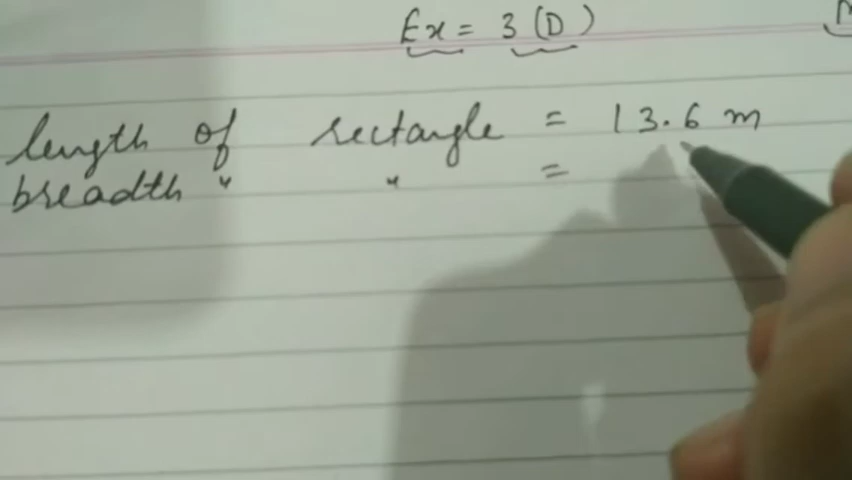 Ex = 3 (D)
length of rectangle = 13.6 m
breadth " " =